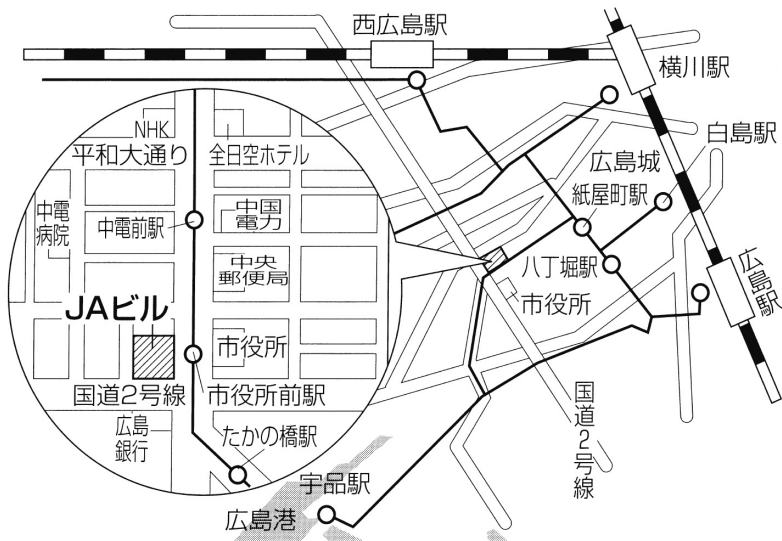 西広島駅
横川駅
白島駅
広島城
紙屋町駅
八丁堀駅
市役所
広島駅
国道2号線
宇品駅
広島港
NHK
平和大通り
全日空ホテル
中電
病院
中電前駅
中国
電力
中央
郵便局
JAビル
市役所
国道2号線
市役所前駅
広島
銀行
たかの橋駅